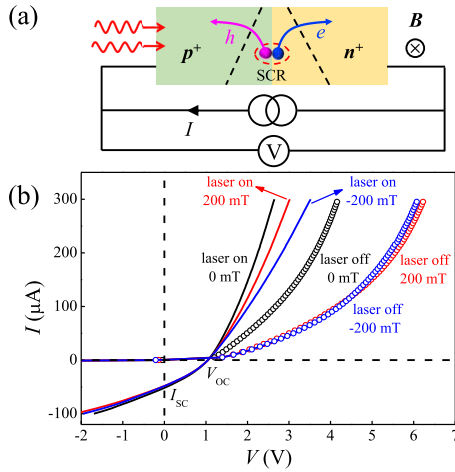 (a)
B
p⁺
h
e
n⁺
SCR
I
V
(b)
300
200
100
0
-100
I (μA)
laser on
200 mT
laser on
-200 mT
laser on
0 mT
laser off
0 mT
laser off
200 mT
laser off
-200 mT
V_OC
I_SC
-2 -1 0 1 2 3 4 5 6 7
V (V)